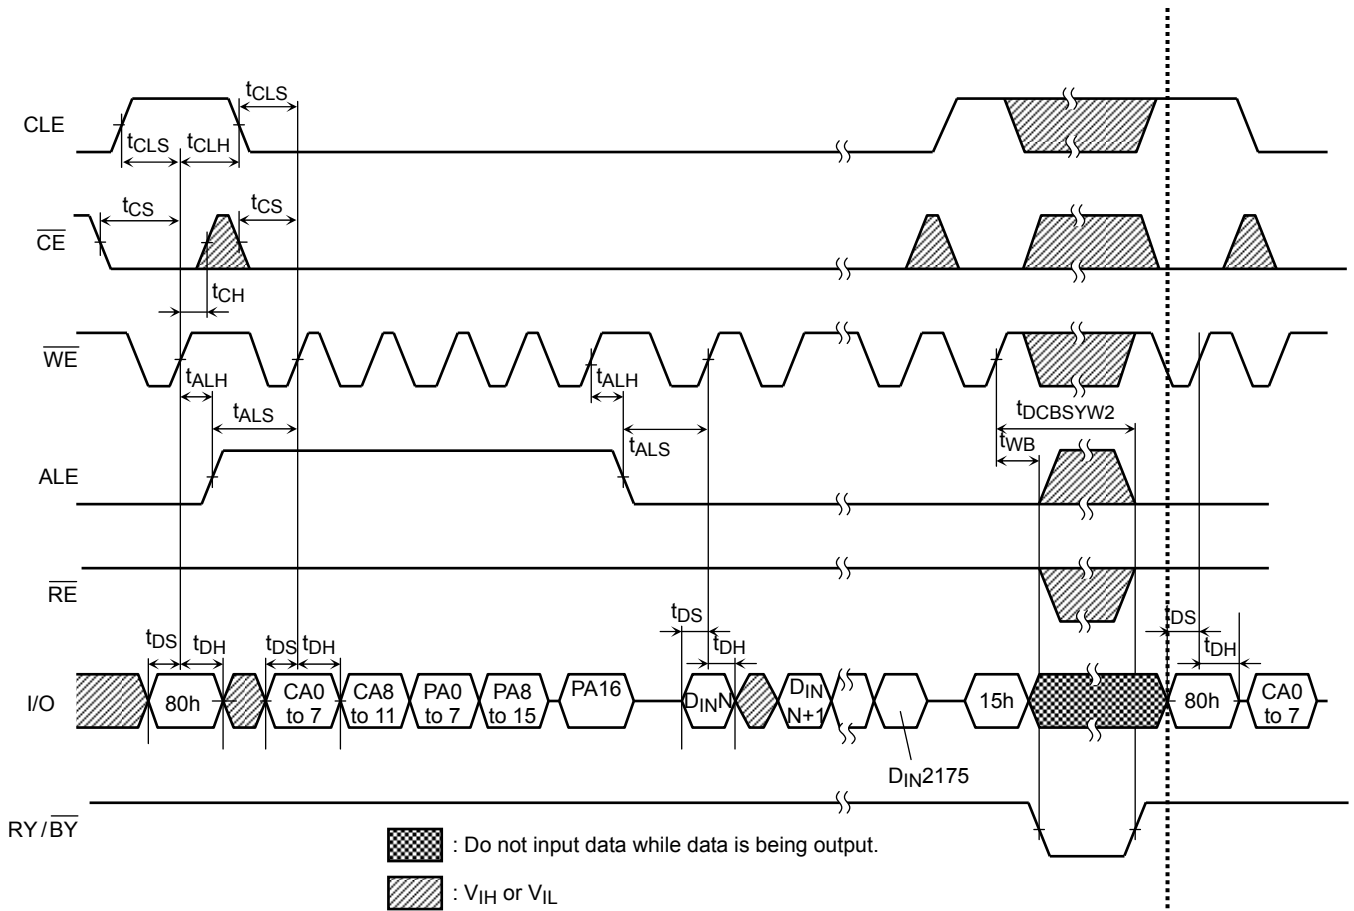 CLE
tCLS
tCLS
tCLH
CE
tCS
tCS
tCH
WE
tALH
tALS
tALH
tALS
tDCBSYW2
tWB
ALE
RE
tDS
tDH
tDS
tDH
tDS
tDH
tDS
tDH
I/O
80h
CA0
to 7
CA8
to 11
PA0
to 7
PA8
to 15
PA16
DINN
DIN
N+1
DIN2175
15h
80h
CA0
to 7
RY/BY
: Do not input data while data is being output.
: VIH or VIL